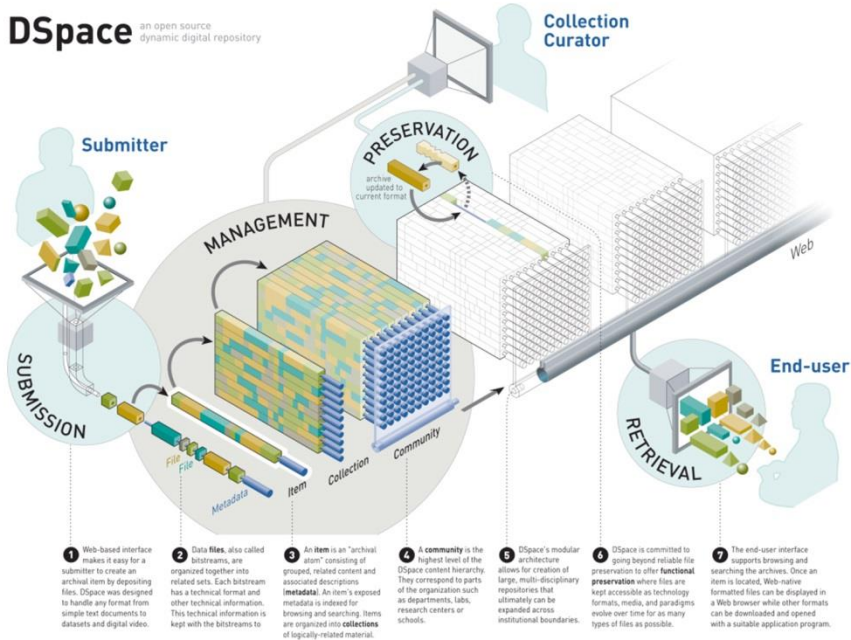 DSpace
an open source
dynamic digital repository
Collection
Curator
Submitter
PRESERVATION
archive
updated to
current format
MANAGEMENT
Web
End-user
SUBMISSION
RETRIEVAL
File
File
Metadata
Item
Collection
Community
1 Web-based interface
makes it easy for a
submitter to create an
archival item by depositing
files. DSpace was designed
to handle any format from
simple text documents to
datasets and digital video.
2 Data files, also called
bitstreams, are
organized together into
related sets. Each bitstream
has a technical format and
other technical information.
This technical information is
kept with the bitstreams to
3 An item is an "archival
atom" consisting of
grouped, related content and
associated descriptions
(metadata). An item's exposed
metadata is indexed for
browsing and searching. Items
are organized into collections
of logically-related material.
4 A community is the
highest level of the
DSpace content hierarchy.
They correspond to parts
of the organization such
as departments, labs,
research centers or
schools.
5 DSpace's modular
architecture
allows for creation of
large, multi-disciplinary
repositories that
ultimately can be
expanded across
institutional boundaries.
6 DSpace is committed to
going beyond reliable file
preservation to offer functional
preservation where files are
kept accessible as technology
formats, media, and paradigms
evolve over time for as many
types of files as possible.
7 The end-user interface
supports browsing and
searching the archives. Once an
item is located, Web-native
formatted files can be displayed in
a Web browser while other formats
can be downloaded and opened
with a suitable application program.